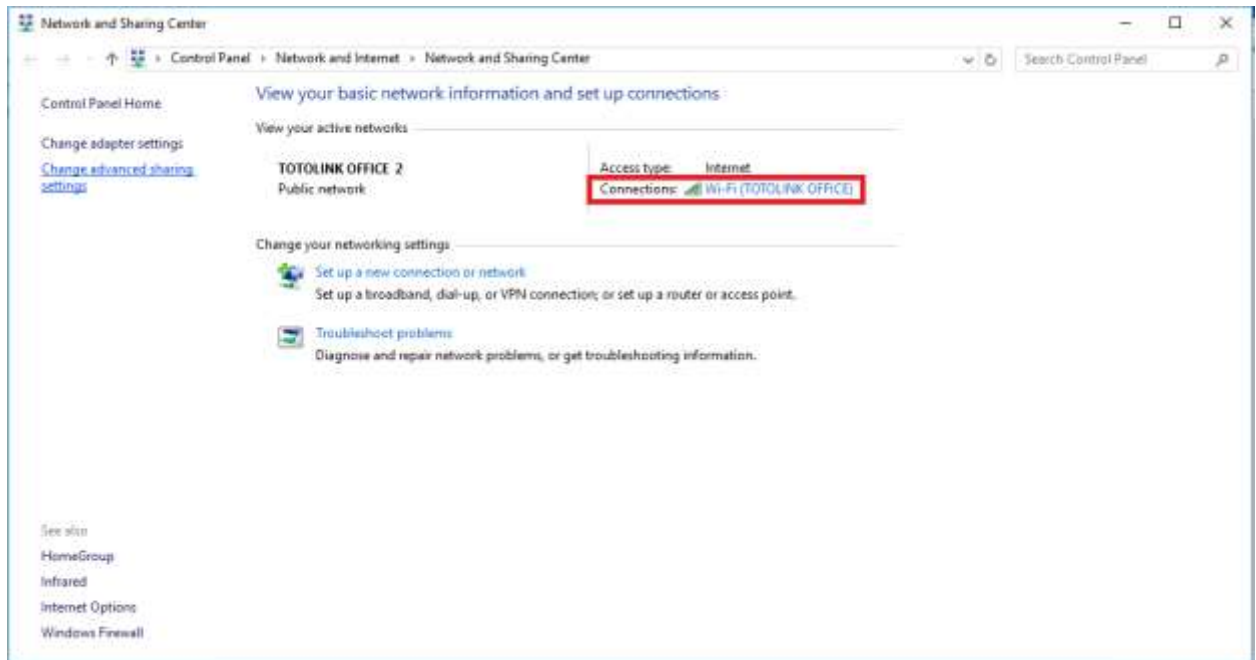 Network and Sharing Center
Control Panel › Network and Internet › Network and Sharing Center
Search Control Panel
Control Panel Home
Change adapter settings
Change advanced sharing
settings
View your basic network information and set up connections
View your active networks
TOTOLINK OFFICE 2
Public network
Access type: Internet
Connections: Wi-Fi (TOTOLINK OFFICE)
Change your networking settings
Set up a new connection or network
Set up a broadband, dial-up, or VPN connection; or set up a router or access point.
Troubleshoot problems
Diagnose and repair network problems, or get troubleshooting information.
See also
HomeGroup
Infrared
Internet Options
Windows Firewall